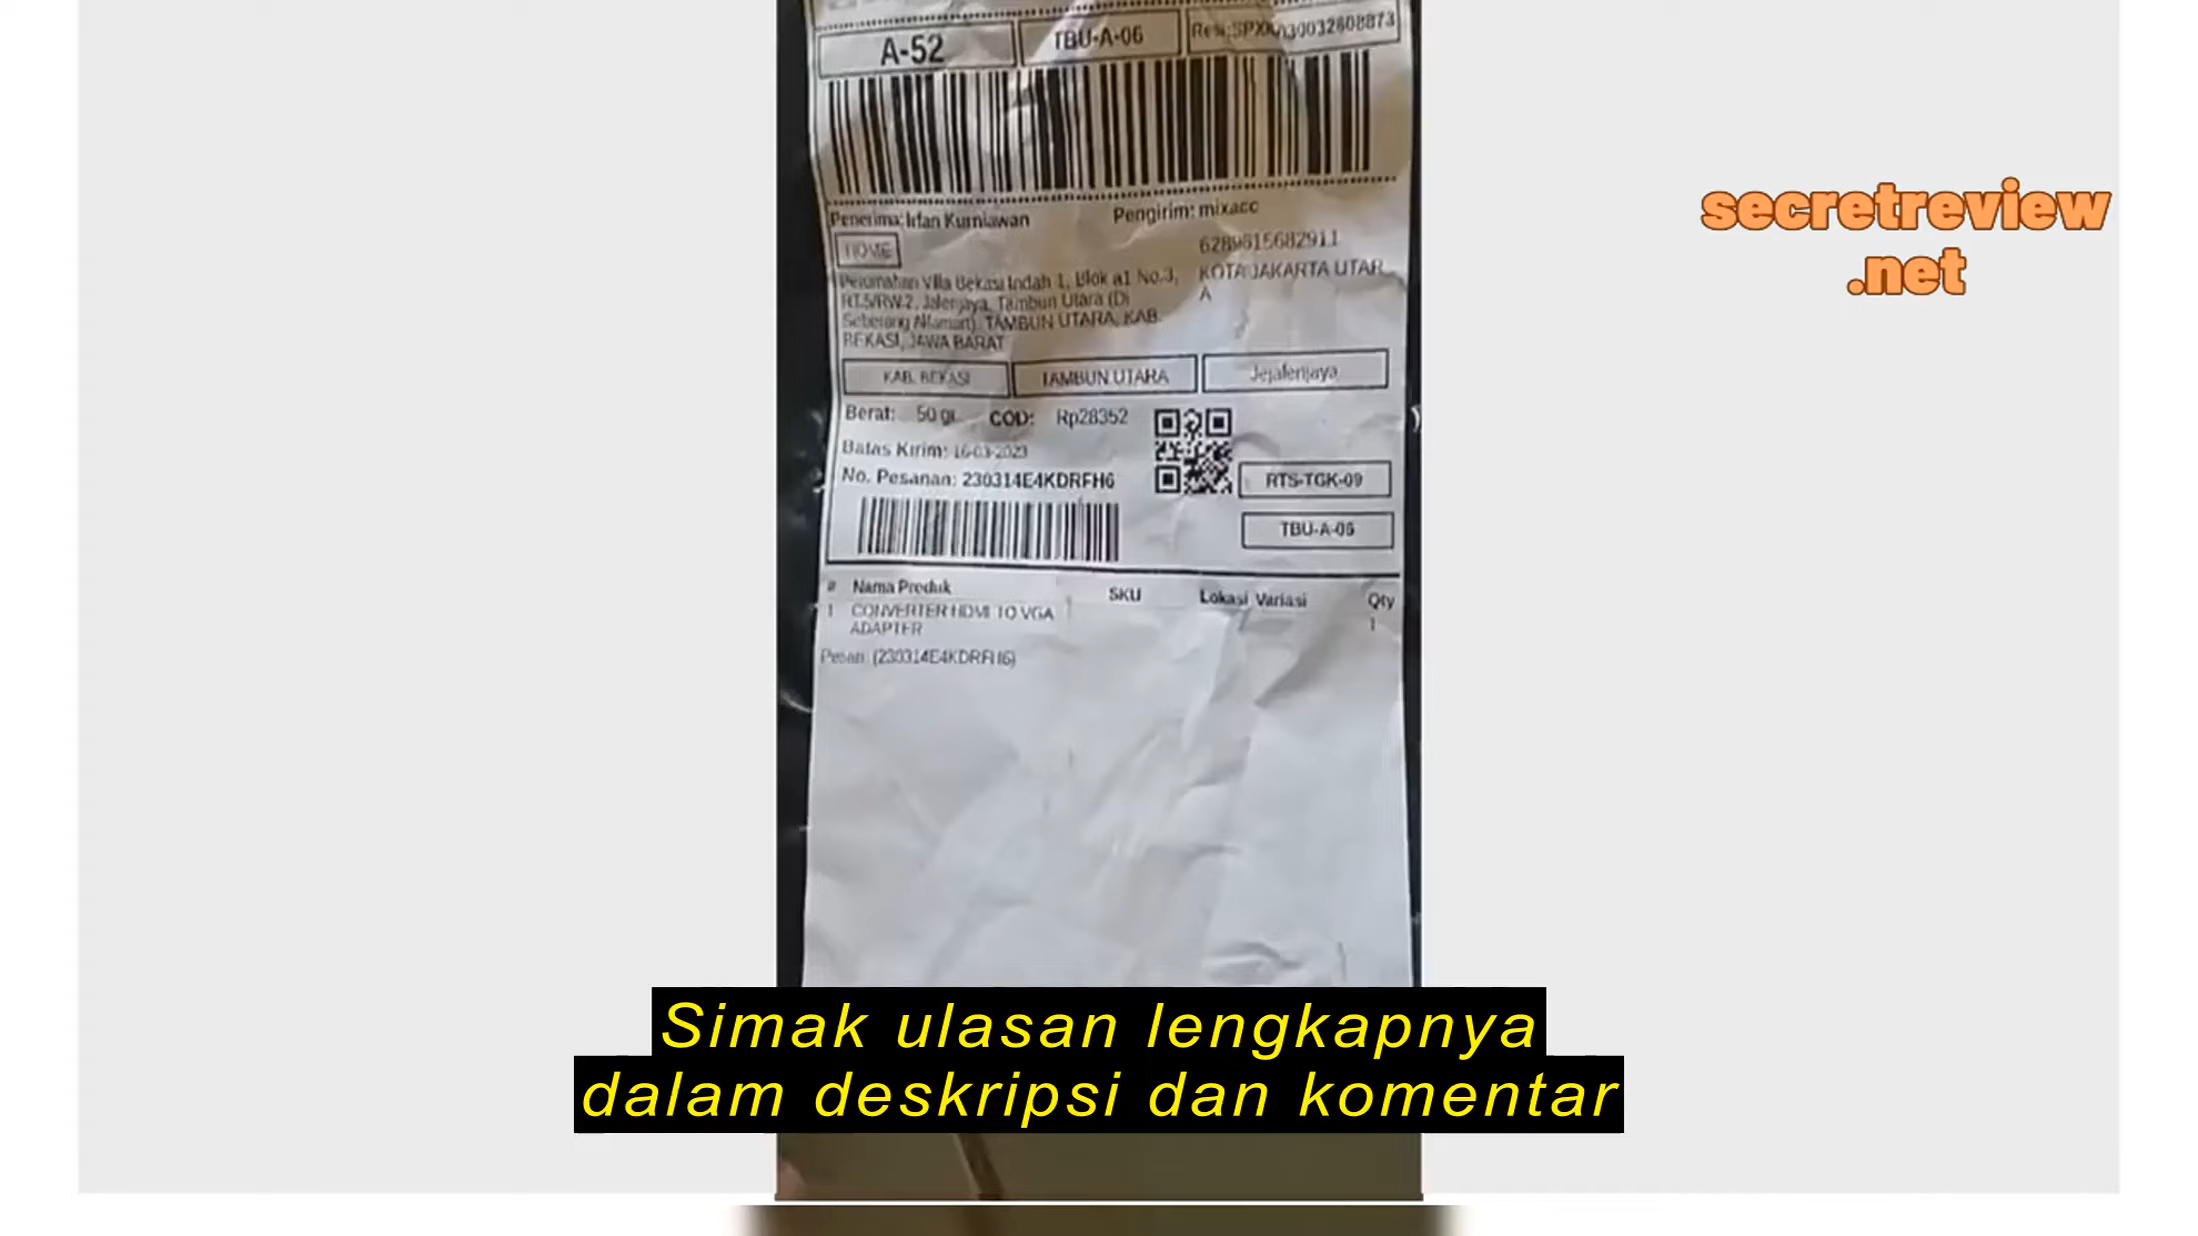 A-52
TBU-A-06
secretreview
.net
Penerima: Irfan Kurniawan
Pengirim: mixacc
HOME
6289615682911
Perumahan Villa Bekasi Indah 1, Blok a1 No.3,
KOTA JAKARTA UTAR
A
RT.5/RW.2, Jalenjaya, Tambun Utara (Di
Seberang Alfamart), TAMBUN UTARA, KAB.
BEKASI, JAWA BARAT
KAB. BEKASI
TAMBUN UTARA
Jejalenjaya
Berat: 50 gr
COD: Rp28352
Batas Kirim: 16-03-2023
No. Pesanan: 230314E4KDRFH6
RTS-TGK-09
TBU-A-06
# Nama Produk SKU Lokasi Variasi Qty
1 CONVERTER HDMI TO VGA 1
ADAPTER
Pesan: (230314E4KDRFH6)
Simak ulasan lengkapnya
dalam deskripsi dan komentar